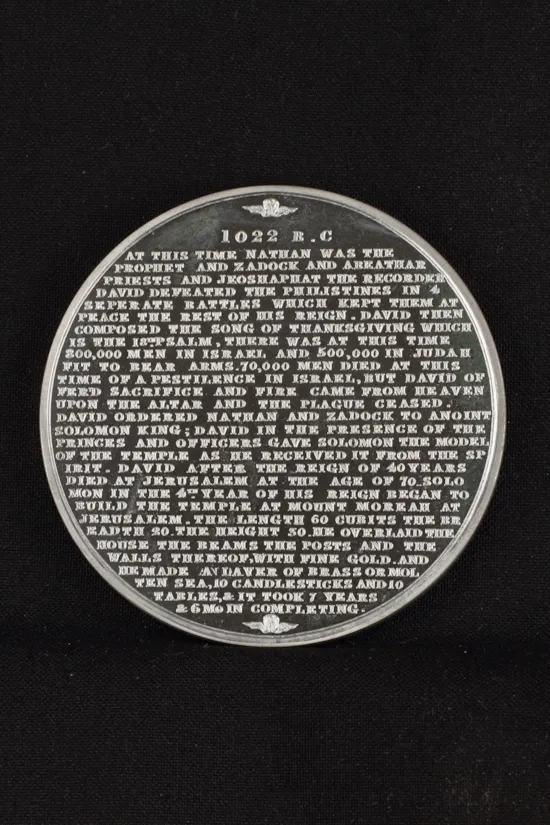 1022 B.C
AT THIS TIME NATHAN WAS THE
PROPHET AND ZADOCK AND ABEATHAR
PRIESTS AND JEOSHAPHAT THE RECORDER
DAVID DEFEATED THE PHILISTINES IN 4
SEPERATE BATTLES WHICH KEPT THEM AT
PEACE THE REST OF HIS REIGN. DAVID THEN
COMPOSED THE SONG OF THANKSGIVING WHICH
IS THE 18TH PSALM, THERE WAS AT THIS TIME
800,000 MEN IN ISRAEL AND 500,000 IN JUDAH
FIT TO BEAR ARMS. 70,000 MEN DIED AT THIS
TIME OF A PESTILENCE IN ISRAEL, BUT DAVID OF
FERD SACRIFICE AND FIRE CAME FROM HEAVEN
UPON THE ALTAR AND THE PLAGUE CEASED.
DAVID ORDERED NATHAN AND ZADOCK TO ANOINT
SOLOMON KING; DAVID IN THE PRESENCE OF THE
PRINCES AND OFFICERS GAVE SOLOMON THE MODEL
OF THE TEMPLE AS HE RECEIVED IT FROM THE SP
IRIT. DAVID AFTER THE REIGN OF 40 YEARS
DIED AT JERUSALEM AT THE AGE OF 70 SOLO
MON IN THE 4TH YEAR OF HIS REIGN BEGAN TO
BUILD THE TEMPLE AT MOUNT MOREAH AT
JERUSALEM. THE LENGTH 60 CUBITS THE BR
EADTH 20. THE HEIGHT 30. HE OVERLAID THE
HOUSE THE BEAMS THE POSTS AND THE
WALLS THEREOF, WITH FINE GOLD. AND
HE MADE AN DAVER OF BRASS OR MOL
TEN SEA, 10 CANDLESTICKS AND 10
TABLES, & IT TOOK 7 YEARS
& 6 Mo IN COMPLETING.